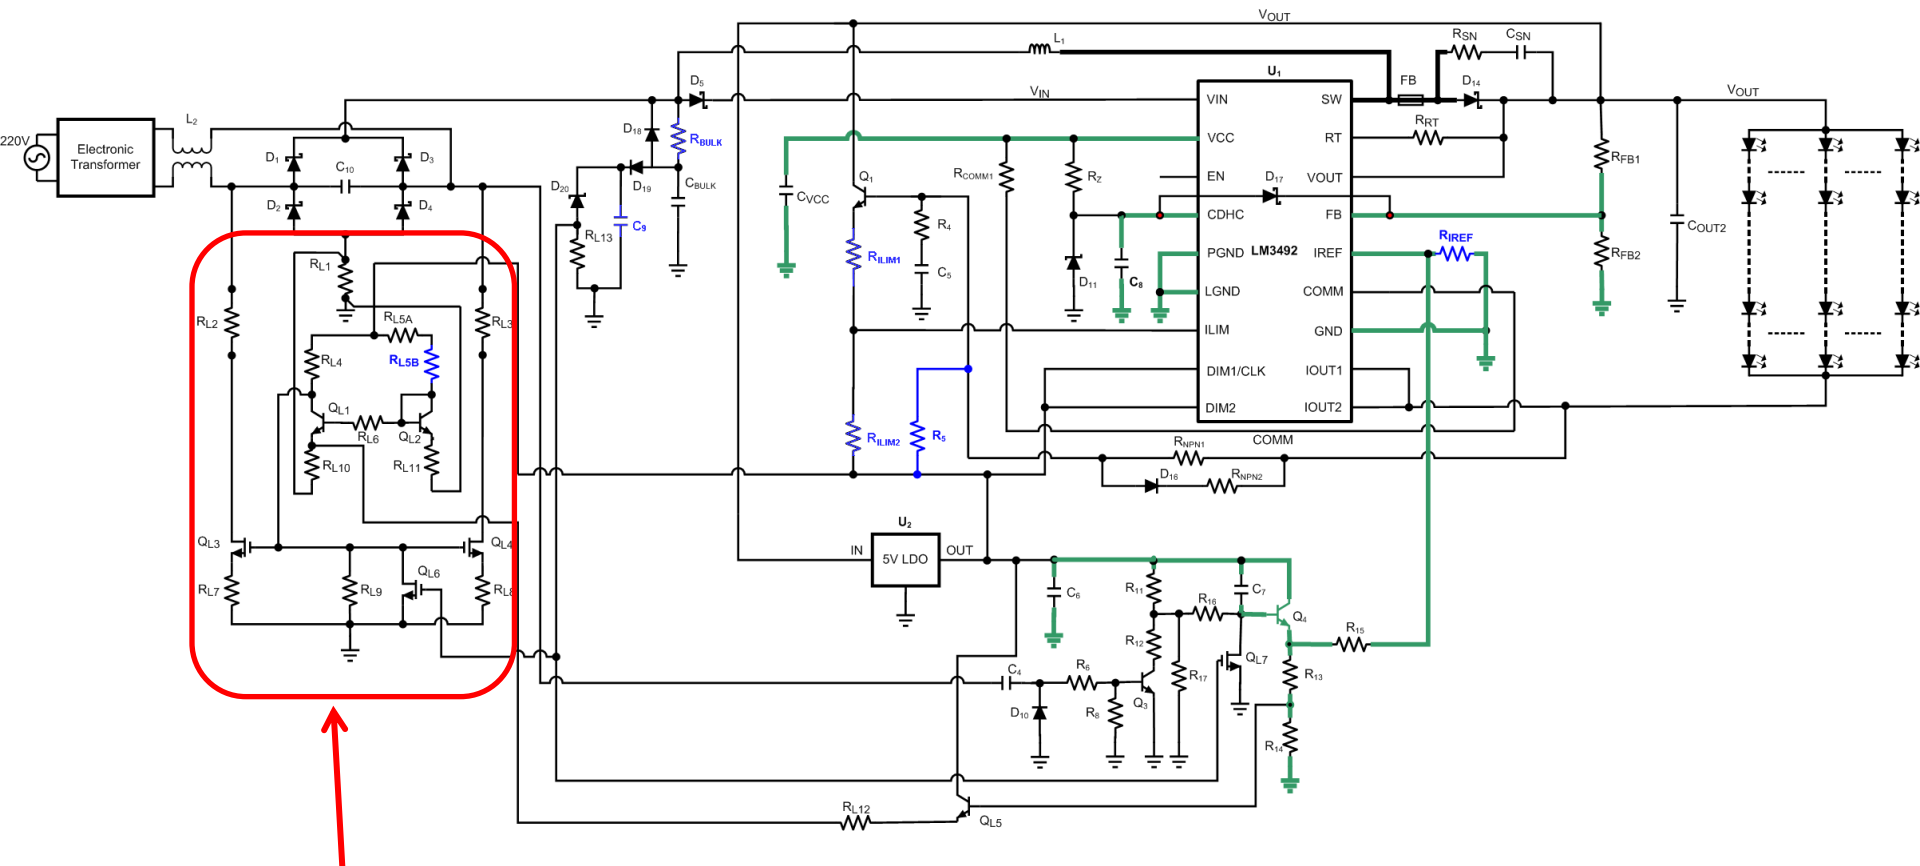 VOUT
L1
RSN
CSN
U1
FB
D14
D5
VIN
VIN
SW
VOUT
L2
220V
Electronic
Transformer
D18
RBULK
VCC
RT
RRT
D1
C10
D3
RFB1
D20
D19
CBULK
Q1
CVCC
RCOMM1
RZ
EN
D17
VOUT
D2
D4
C9
R4
CDHC
FB
COUT2
RL13
RILIM1
RIREF
RFB2
RL1
C5
D11
C8
PGND
LM3492
IREF
LGND
COMM
RL2
RL5A
RL3
ILIM
GND
RL4
RL5B
DIM1/CLK
IOUT1
QL1
DIM2
IOUT2
RL6
QL2
RILIM2
R5
RNPN1
COMM
RL10
RL11
D16
RNPN2
U2
QL3
QL4
IN
5V LDO
OUT
QL6
RL7
RL9
RL8
C6
R11
R16
C7
Q4
R12
R15
QL7
C4
R6
R17
R13
D10
R8
Q3
R14
RL12
QL5